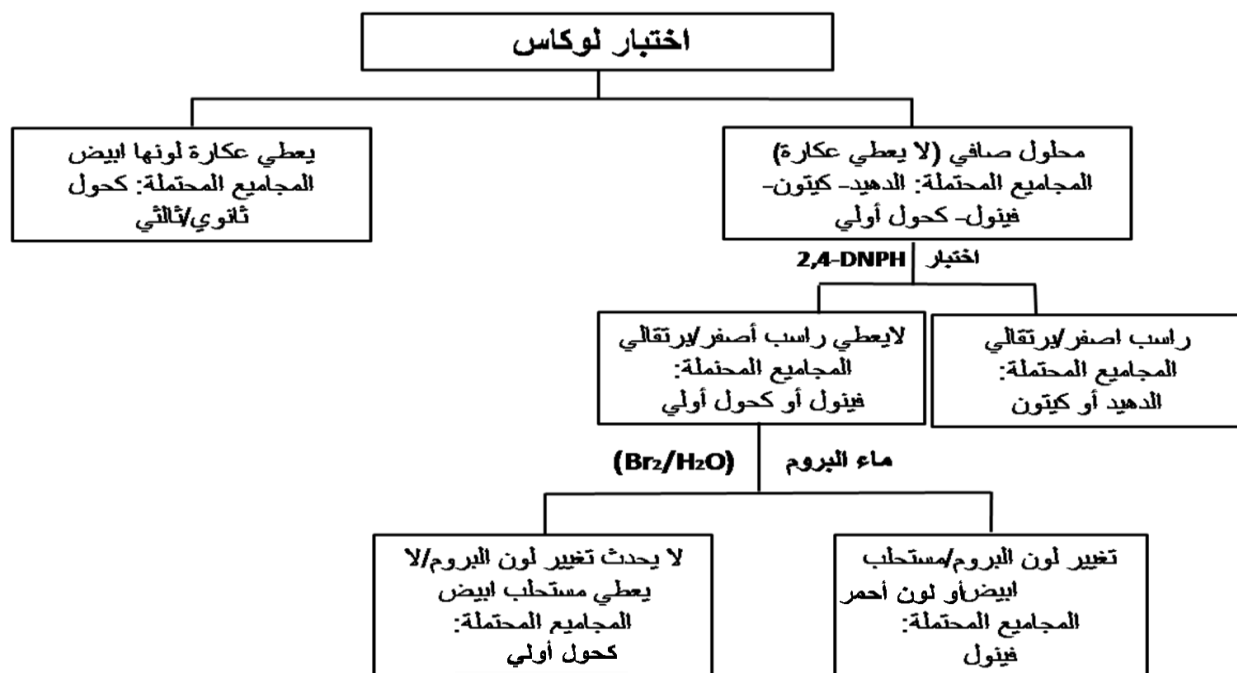 اختبار لوكاس
محلول صافي (لا يعطي عكارة)
المجاميع المحتملة: الدهيد- كيتون-
فينول- كحول أولي
يعطي عكارة لونها ابيض
المجاميع المحتملة: كحول
ثانوي/ثالثي
اختبار 2,4-DNPH
راسب اصفر/برتقالي
المجاميع المحتملة:
الدهيد أو كيتون
لايعطي راسب أصفر/برتقالي
المجاميع المحتملة:
فينول أو كحول أولي
ماء البروم (Br₂/H₂O)
تغيير لون البروم/مستحلب
ابيض/أو لون أحمر
المجاميع المحتملة:
فينول
لا يحدث تغيير لون البروم/لا
يعطي مستحلب ابيض
المجاميع المحتملة:
كحول أولي